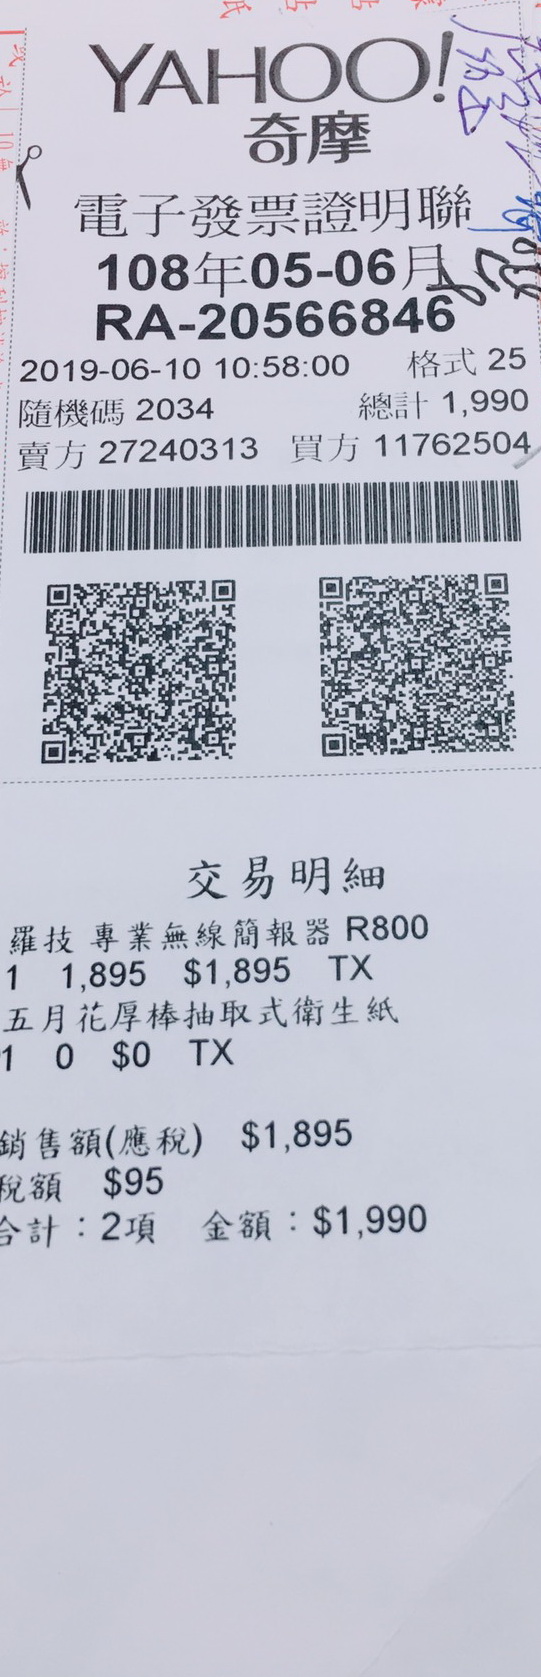 YAHOO!
奇摩
電子發票證明聯
108年05-06月
RA-20566846
2019-06-10 10:58:00 格式 25
隨機碼 2034 總計 1,990
賣方 27240313 買方 11762504
交易明細
羅技 專業無線簡報器 R800
1 1,895 $1,895 TX
五月花厚棒抽取式衛生紙
1 0 $0 TX
銷售額(應稅) $1,895
稅額 $95
合計：2項 金額：$1,990